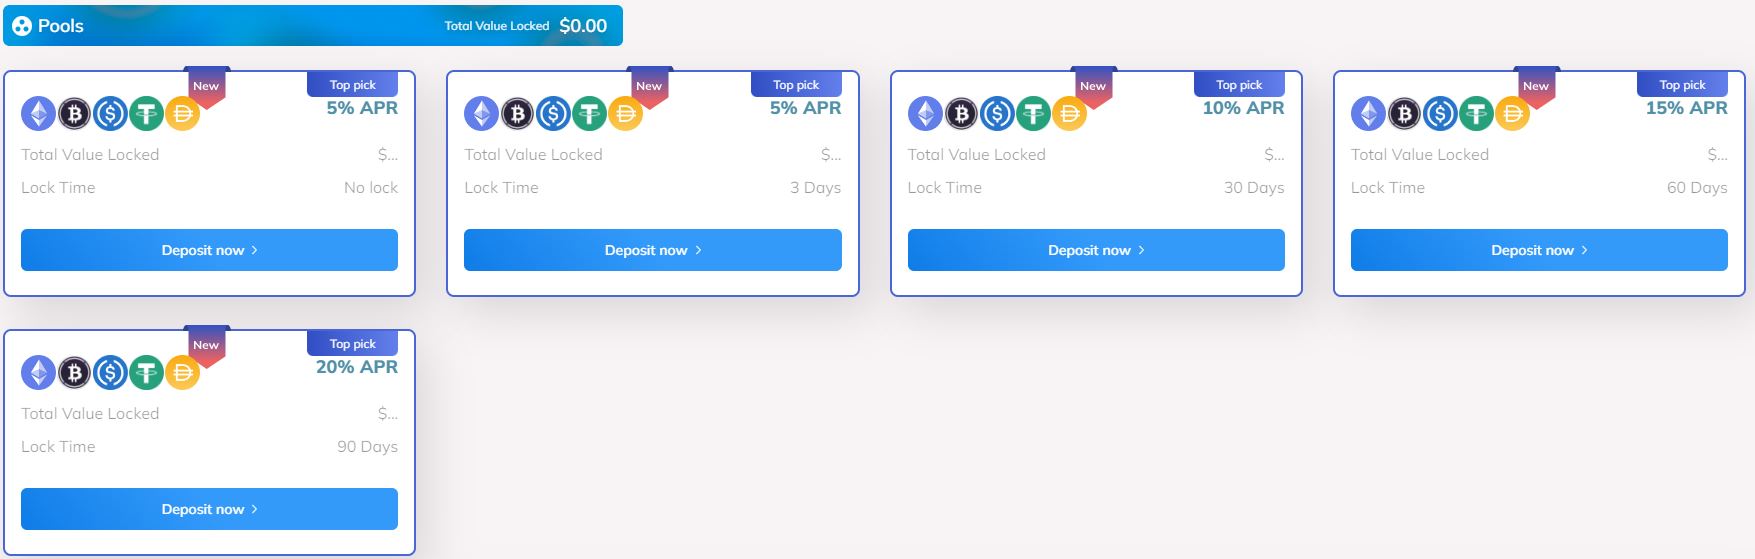 Pools
Total Value Locked $0.00
New
Top pick
5% APR
Total Value Locked $...
Lock Time No lock
Deposit now >
New
Top pick
5% APR
Total Value Locked $...
Lock Time 3 Days
Deposit now >
New
Top pick
10% APR
Total Value Locked $...
Lock Time 30 Days
Deposit now >
New
Top pick
15% APR
Total Value Locked $...
Lock Time 60 Days
Deposit now >
New
Top pick
20% APR
Total Value Locked $...
Lock Time 90 Days
Deposit now >